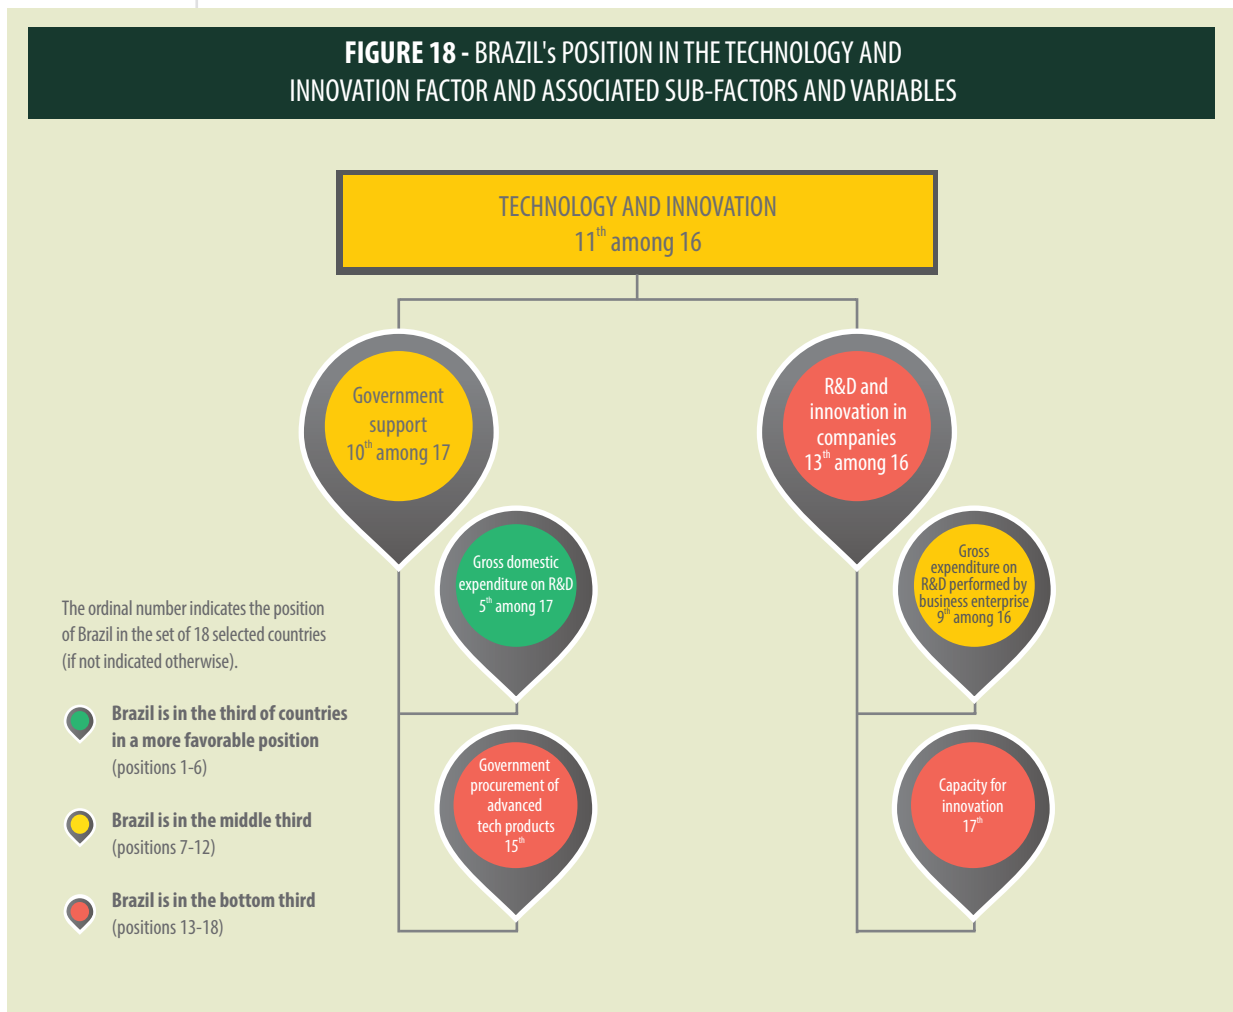 FIGURE 18 - BRAZIL's POSITION IN THE TECHNOLOGY AND
INNOVATION FACTOR AND ASSOCIATED SUB-FACTORS AND VARIABLES
TECHNOLOGY AND INNOVATION
11th among 16
Government
support
10th among 17
R&D and
innovation in
companies
13th among 16
Gross domestic
expenditure on R&D
5th among 17
Gross
expenditure on
R&D performed by
business enterprise
9th among 16
Government
procurement of
advanced
tech products
15th
Capacity for
innovation
17th
The ordinal number indicates the position
of Brazil in the set of 18 selected countries
(if not indicated otherwise).
Brazil is in the third of countries
in a more favorable position
(positions 1-6)
Brazil is in the middle third
(positions 7-12)
Brazil is in the bottom third
(positions 13-18)